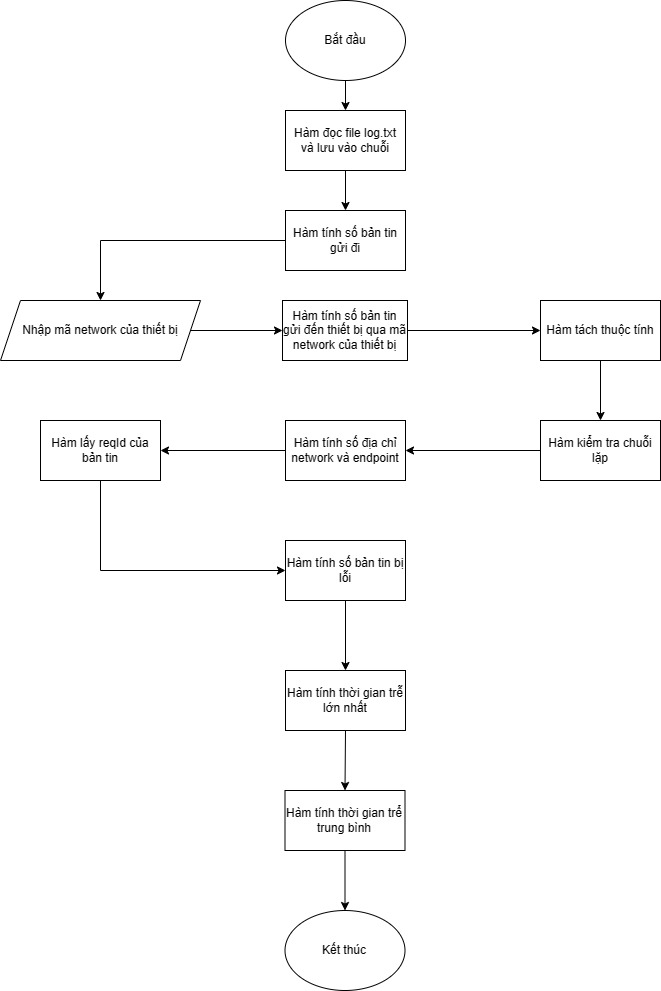 Bắt đầu
Hàm đọc file log.txt
và lưu vào chuỗi
Hàm tính số bản tin
gửi đi
Nhập mã network của thiết bị
Hàm tính số bản tin
gửi đến thiết bị qua mã
network của thiết bị
Hàm tách thuộc tính
Hàm kiểm tra chuỗi
lặp
Hàm tính số địa chỉ
network và endpoint
Hàm lấy reqId của
bản tin
Hàm tính số bản tin bị
lỗi
Hàm tính thời gian trễ
lớn nhất
Hàm tính thời gian trễ
trung bình
Kết thúc